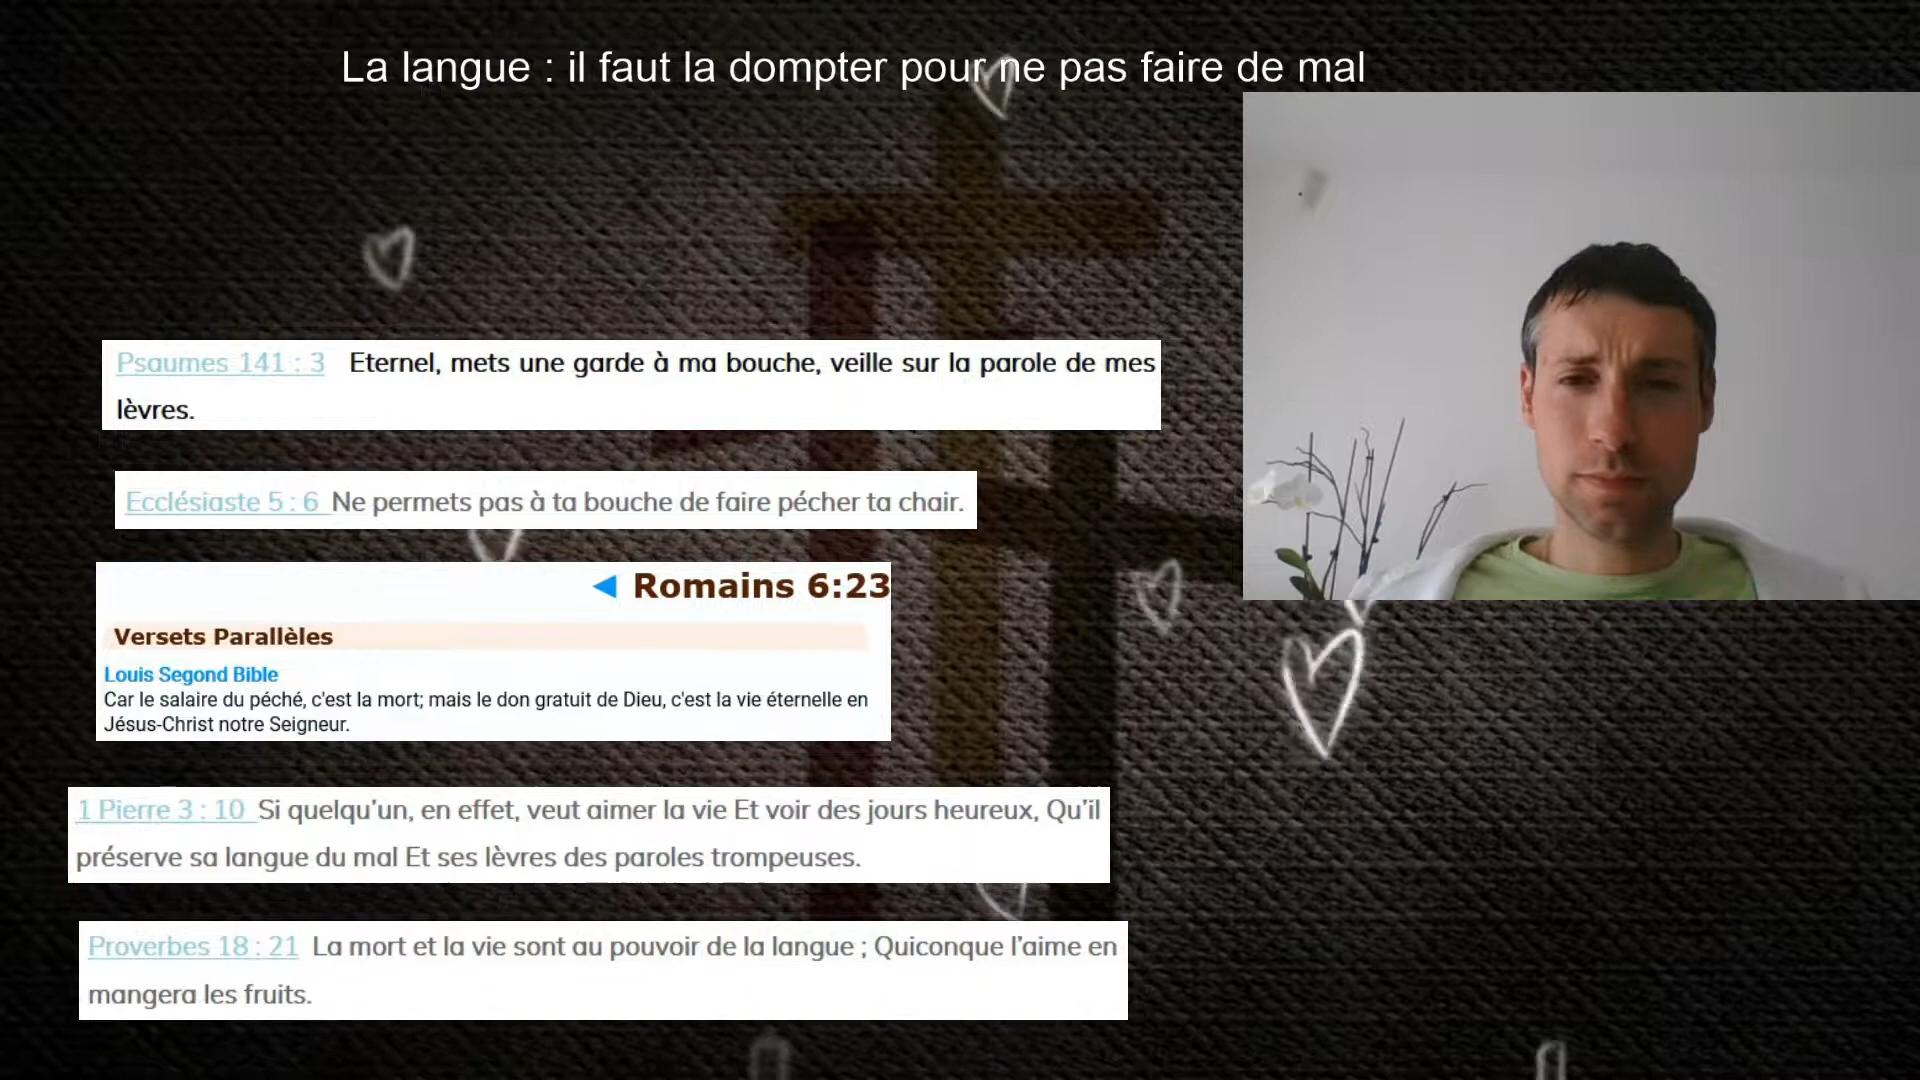 La langue : il faut la dompter pour ne pas faire de mal
Psaumes 141 : 3 Eternel, mets une garde à ma bouche, veille sur la parole de mes
lèvres.
Ecclésiaste 5 : 6 Ne permets pas à ta bouche de faire pécher ta chair.
Romains 6:23
Versets Parallèles
Louis Segond Bible
Car le salaire du péché, c'est la mort; mais le don gratuit de Dieu, c'est la vie éternelle en
Jésus-Christ notre Seigneur.
1 Pierre 3 : 10 Si quelqu’un, en effet, veut aimer la vie Et voir des jours heureux, Qu’il
préserve sa langue du mal Et ses lèvres des paroles trompeuses.
Proverbes 18 : 21 La mort et la vie sont au pouvoir de la langue ; Quiconque l’aime en
mangera les fruits.